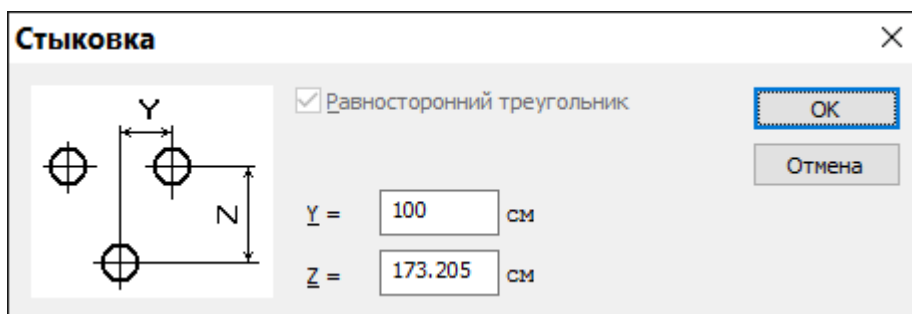 Стыковка
Y
Z
Равносторонний треугольник
Y = 100 см
Z = 173.205 см
OK
Отмена